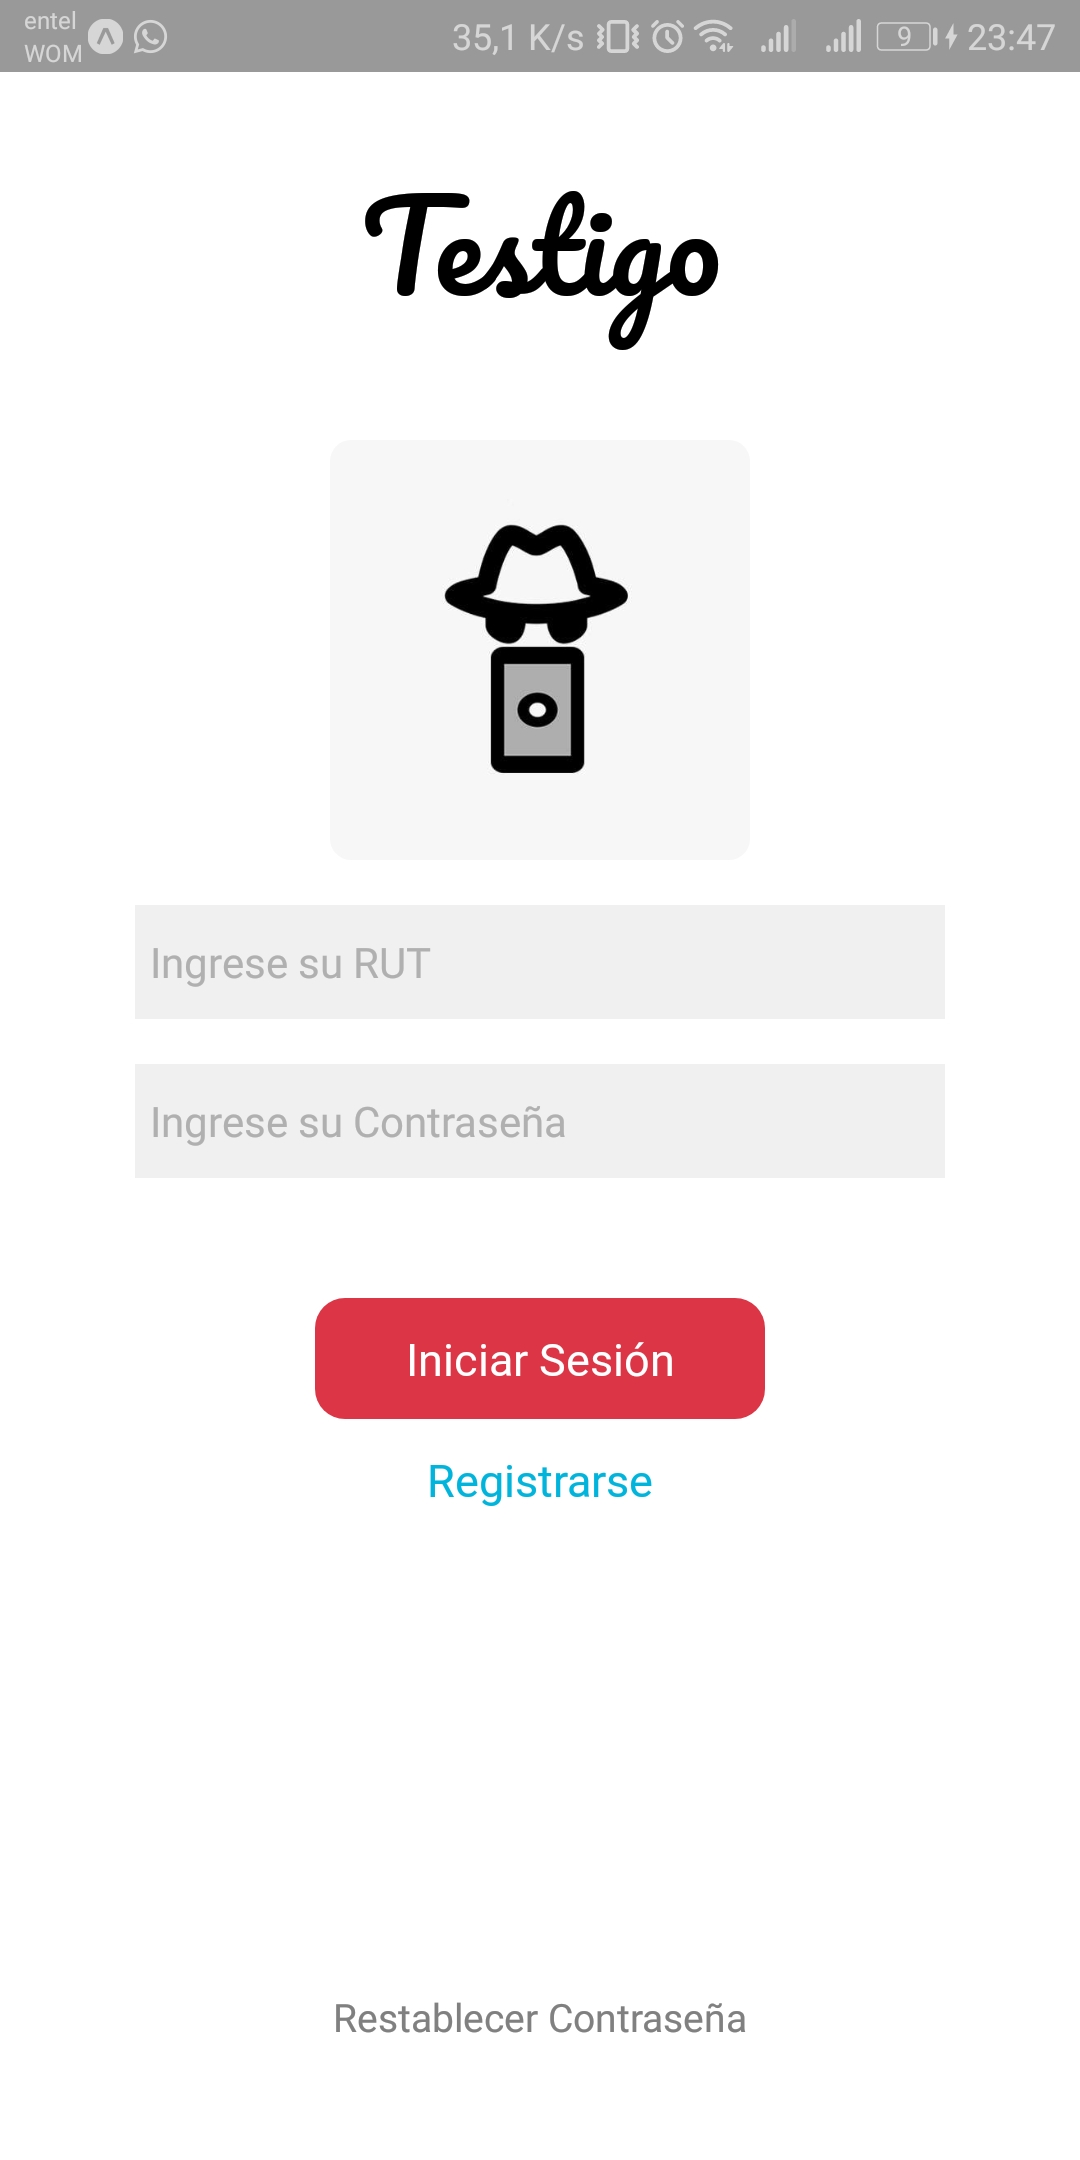 entel
WOM
35,1 K/s 9 23:47
Testigo
Ingrese su RUT
Ingrese su Contraseña
Iniciar Sesión
Registrarse
Restablecer Contraseña